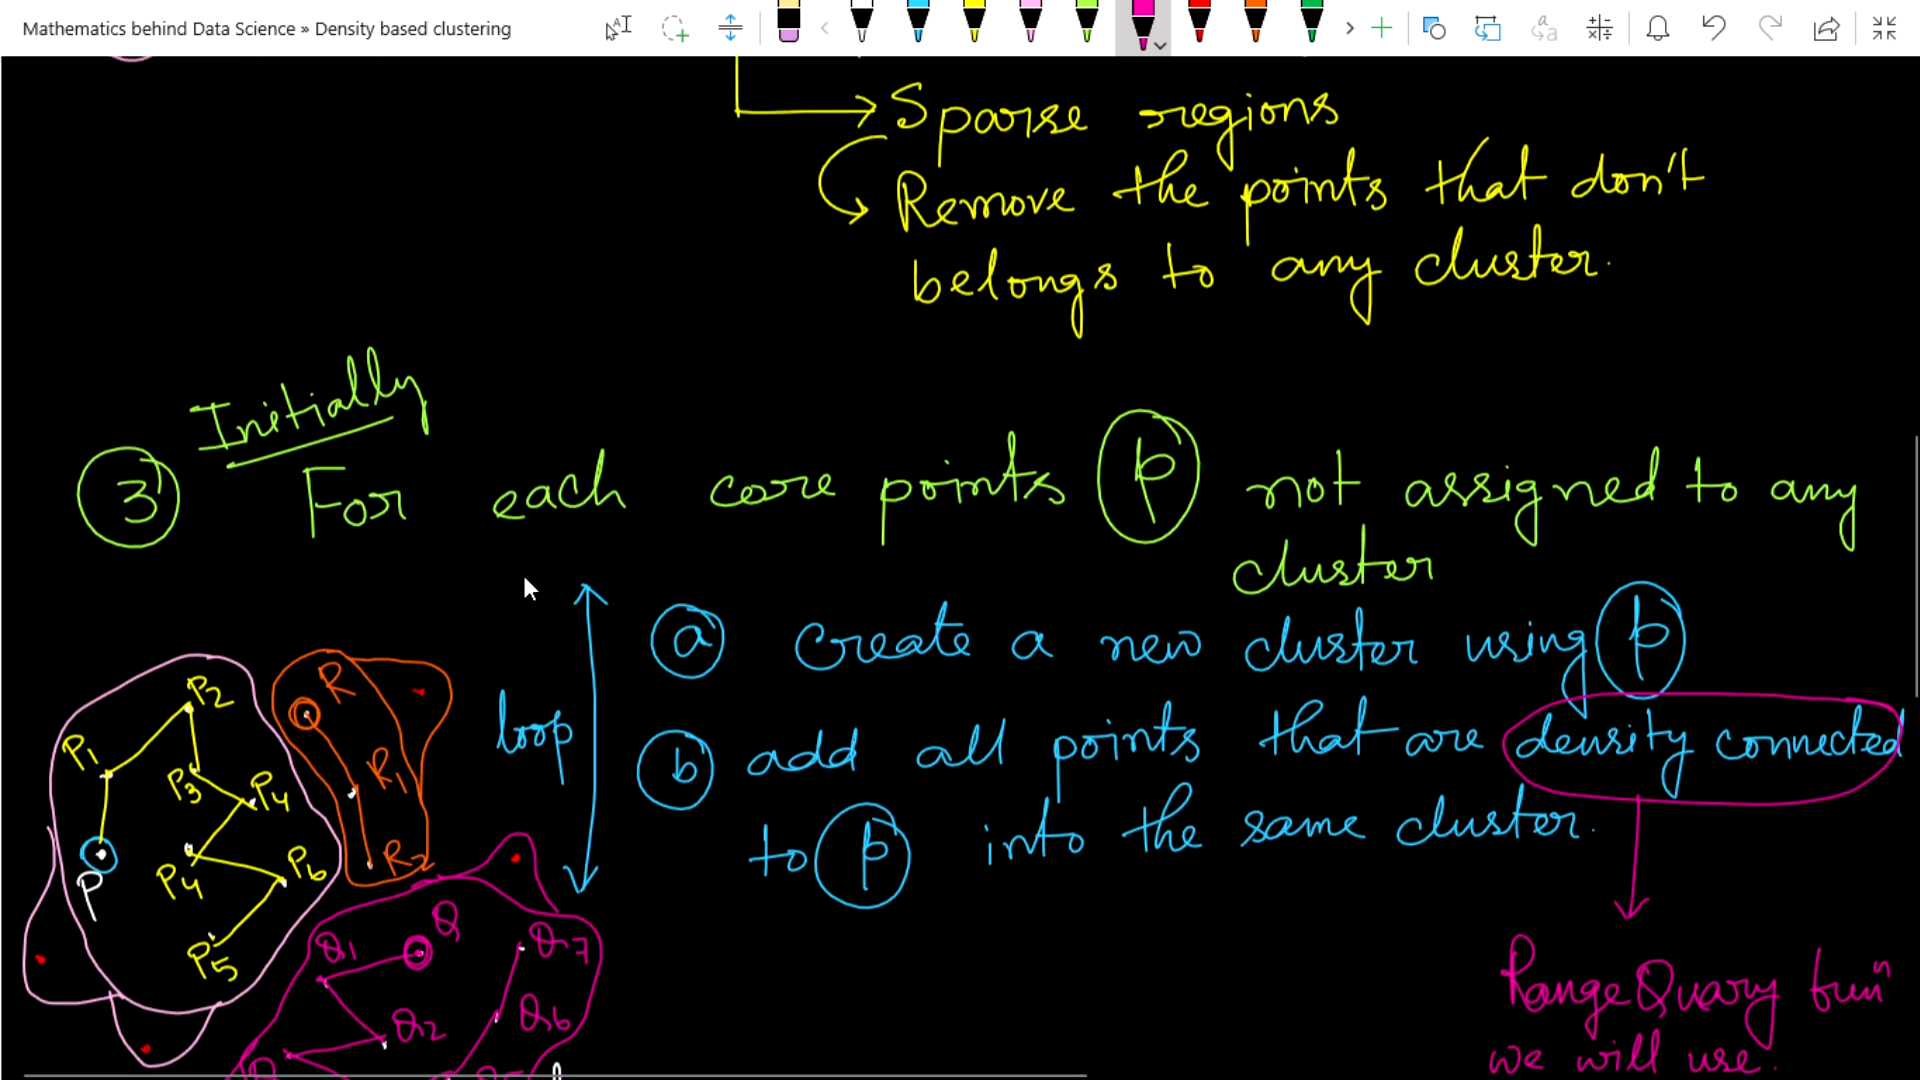 Mathematics behind Data Science » Density based clustering
Sparse regions
Remove the points that don't
belongs to any cluster.
Initially
3 For each core points p not assigned to any
cluster
a Create a new cluster using p
loop
b add all points that are density connected
to p into the same cluster.
RangeQuary funⁿ
we will use.
P2
P1
P3
P4
P4
P6
P
P5
R
R1
R2
Q1
Q
Q7
Q2
Q6